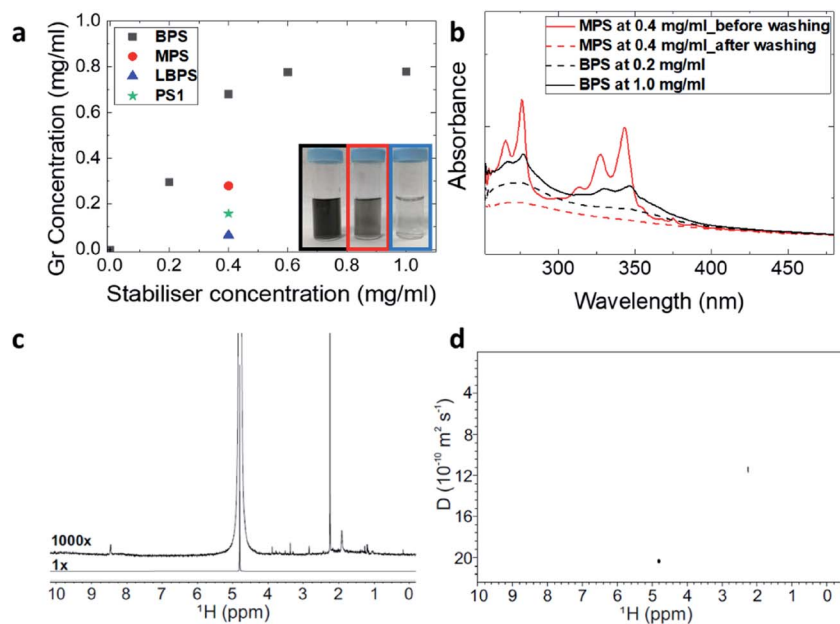 a
Gr Concentration (mg/ml)
1.0
0.8
0.6
0.4
0.2
0.0
BPS
MPS
LBPS
PS1
0.0 0.2 0.4 0.6 0.8 1.0
Stabiliser concentration (mg/ml)
b
Absorbance
MPS at 0.4 mg/ml_before washing
MPS at 0.4 mg/ml_after washing
BPS at 0.2 mg/ml
BPS at 1.0 mg/ml
250 300 350 400 450
Wavelength (nm)
c
1000x
1x
10 9 8 7 6 5 4 3 2 1 0
¹H (ppm)
d
D (10⁻¹⁰ m² s⁻¹)
4
8
12
16
20
10 9 8 7 6 5 4 3 2 1 0
¹H (ppm)